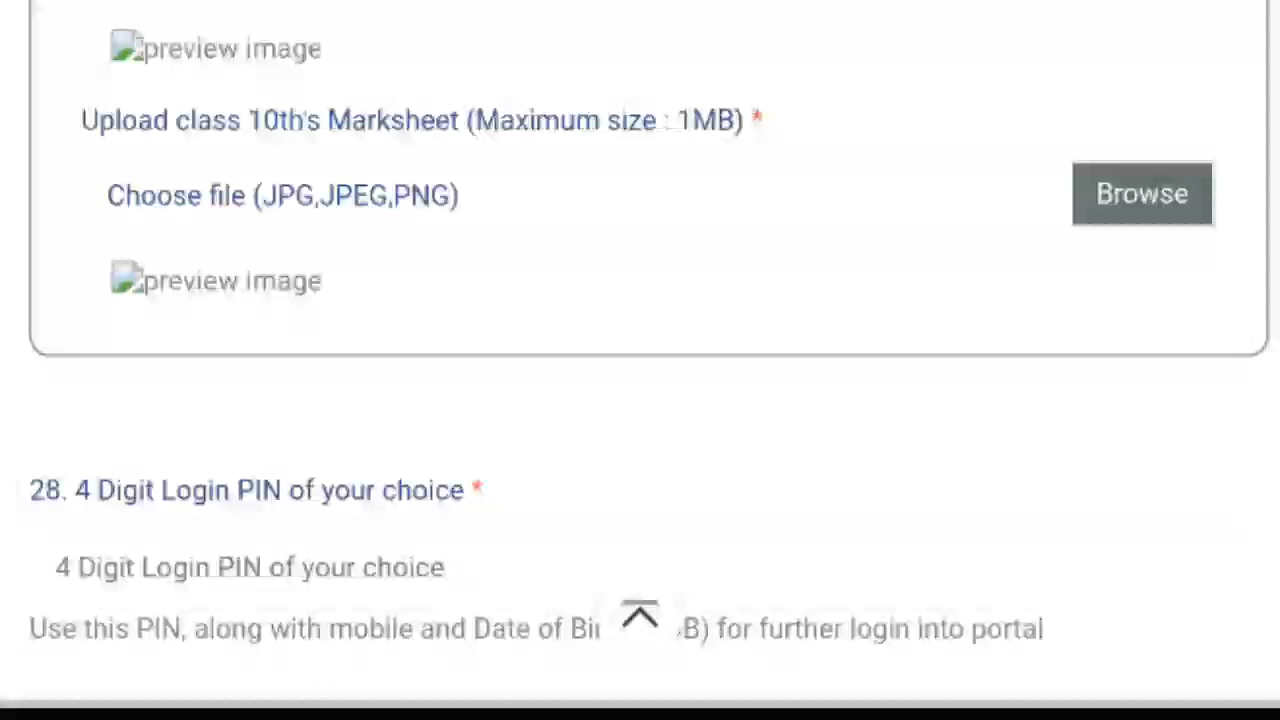 preview image
Upload class 10th's Marksheet (Maximum size : 1MB) *
Choose file (JPG,JPEG,PNG)
Browse
preview image
28. 4 Digit Login PIN of your choice *
4 Digit Login PIN of your choice
Use this PIN, along with mobile and Date of Bir B) for further login into portal